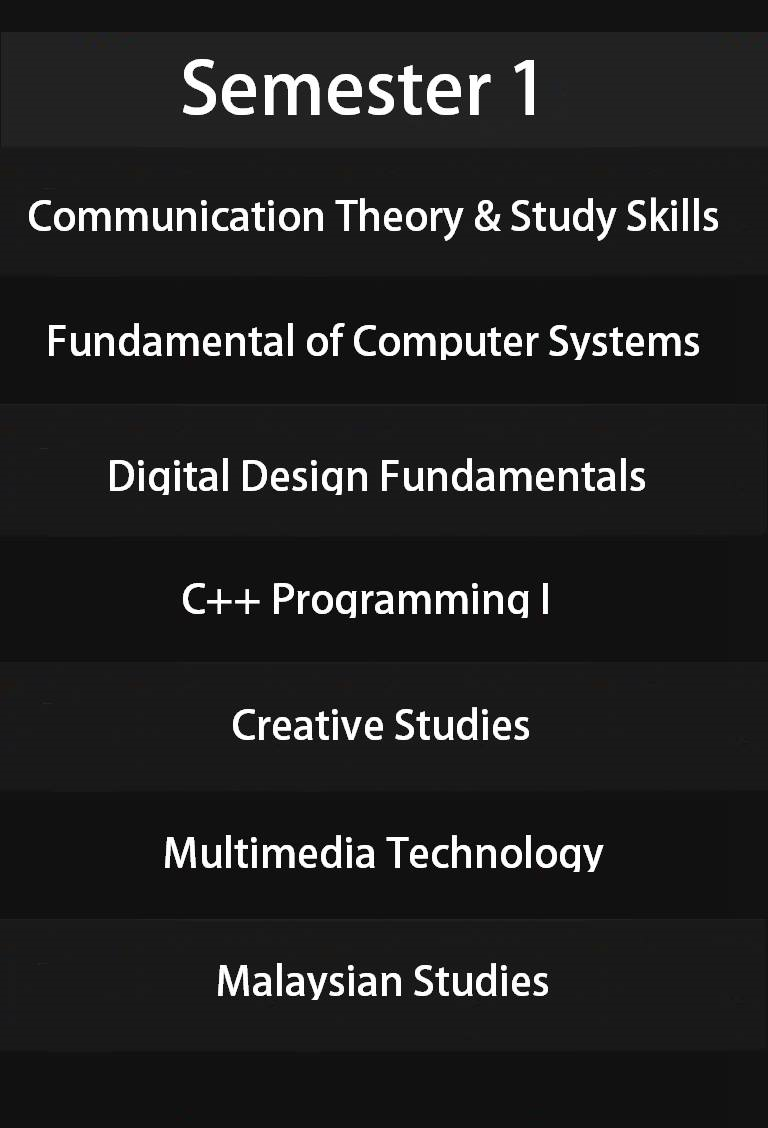 Semester 1
Communication Theory & Study Skills
Fundamental of Computer Systems
Digital Design Fundamentals
C++ Programming I
Creative Studies
Multimedia Technology
Malaysian Studies